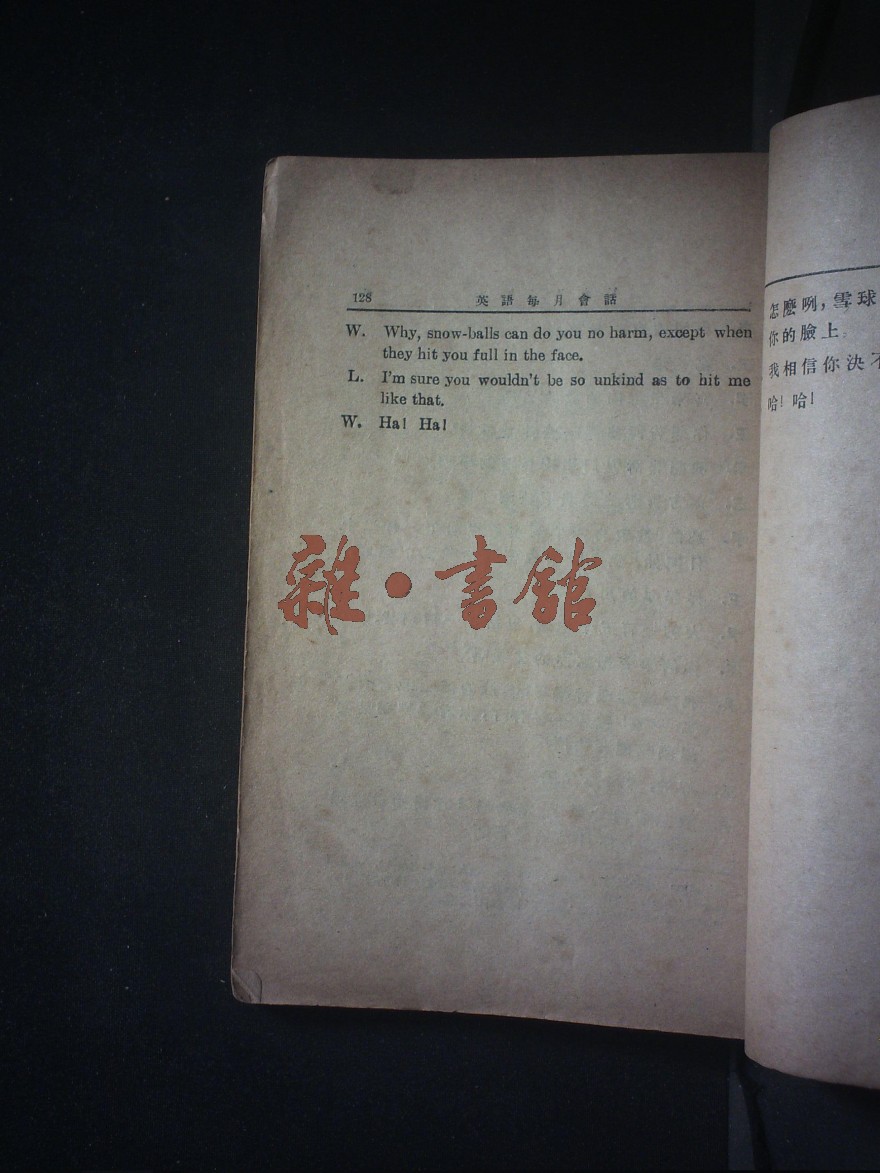 128 英語每月會話
W. Why, snow-balls can do you no harm, except when
they hit you full in the face.
L. I'm sure you wouldn't be so unkind as to hit me
like that.
W. Ha! Ha!
雜·書館
怎麼咧,雪球
你的臉上
我相信你決不
哈!哈!